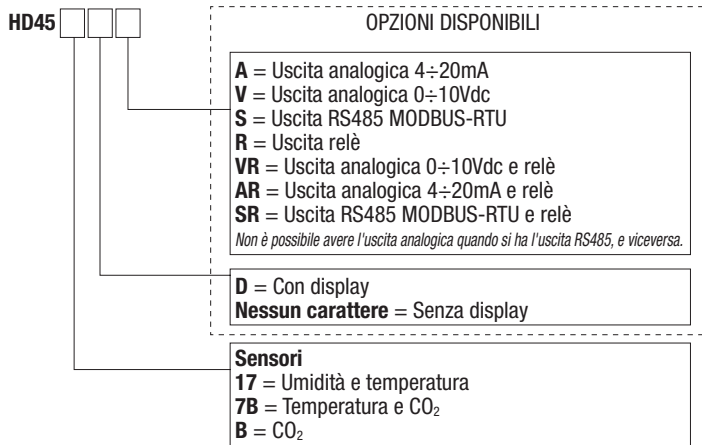 HD45
OPZIONI DISPONIBILI
A = Uscita analogica 4÷20mA
V = Uscita analogica 0÷10Vdc
S = Uscita RS485 MODBUS-RTU
R = Uscita relè
VR = Uscita analogica 0÷10Vdc e relè
AR = Uscita analogica 4÷20mA e relè
SR = Uscita RS485 MODBUS-RTU e relè
Non è possibile avere l'uscita analogica quando si ha l'uscita RS485, e viceversa.
D = Con display
Nessun carattere = Senza display
Sensori
17 = Umidità e temperatura
7B = Temperatura e CO₂
B = CO₂